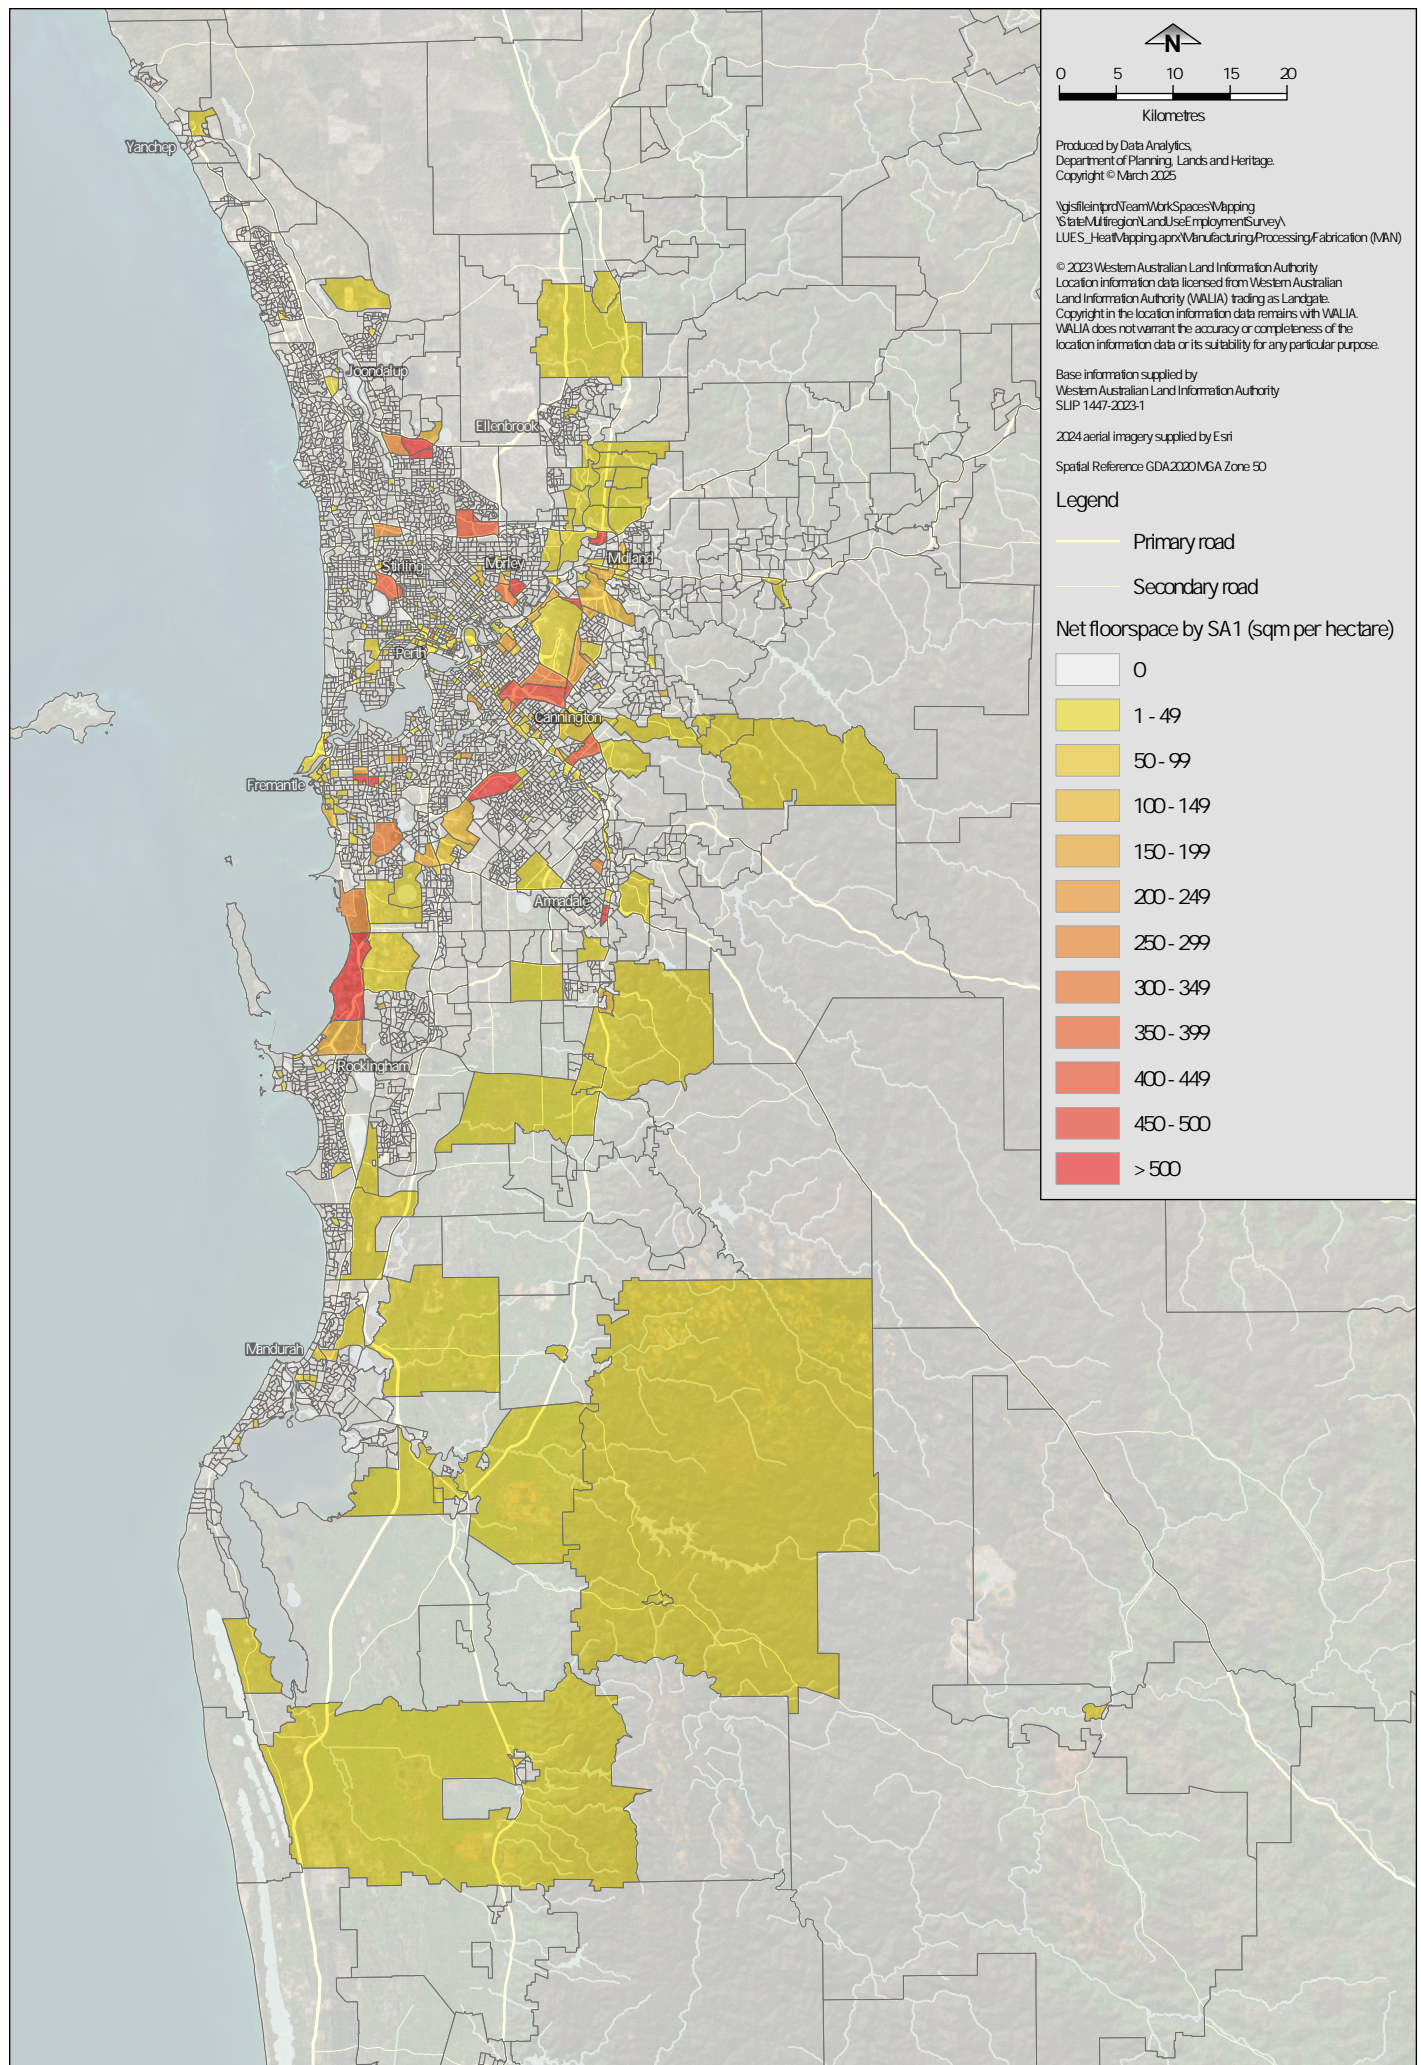 N
0 5 10 15 20
Kilometres
Produced by Data Analytics,
Department of Planning, Lands and Heritage.
Copyright © March 2025
\\gisfileintprd\TeamWorkSpaces\Mapping
\StateMultiregion\LandUseEmploymentSurvey\
LUES_HeatMapping.aprx\Manufacturing/Processing/Fabrication (MAN)
© 2023 Western Australian Land Information Authority
Location information data licensed from Western Australian
Land Information Authority (WALIA) trading as Landgate.
Copyright in the location information data remains with WALIA.
WALIA does not warrant the accuracy or completeness of the
location information data or its suitability for any particular purpose.
Base information supplied by
Western Australian Land Information Authority
SLIP 1447-2023-1
2024 aerial imagery supplied by Esri
Spatial Reference GDA2020 MGA Zone 50
Legend
Primary road
Secondary road
Net floorspace by SA1 (sqm per hectare)
0
1 - 49
50 - 99
100 - 149
150 - 199
200 - 249
250 - 299
300 - 349
350 - 399
400 - 449
450 - 500
> 500
Yanchep
Joondalup
Ellenbrook
Stirling
Morley
Midland
Perth
Cannington
Fremantle
Armadale
Rockingham
Mandurah